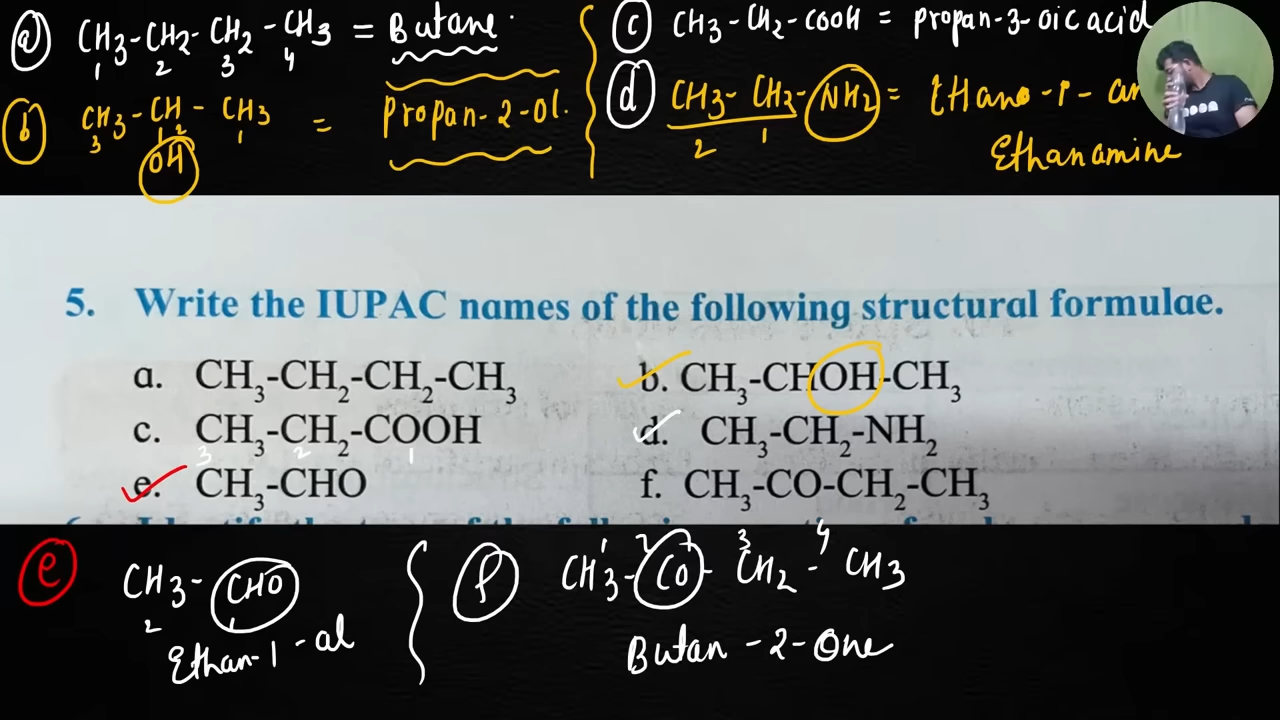 a) CH3-CH2-CH2-CH3 = Butane.
1 2 3 4
b) CH3-CH-CH3 = Propan-2-ol.
3 2 1
OH
c) CH3-CH2-COOH = propan-3-oic acid
d) CH3-CH2-NH2 = EthanO-1-am
2 1
Ethanamine
5. Write the IUPAC names of the following structural formulae.
a. CH3-CH2-CH2-CH3 b. CH3-CHOH-CH3
c. CH3-CH2-COOH d. CH3-CH2-NH2
3 2 1
e. CH3-CHO f. CH3-CO-CH2-CH3
e CH3-CHO
2 1
Ethan-1-al
f 1 2 3 4
CH3-CO-CH2-CH3
Butan-2-One